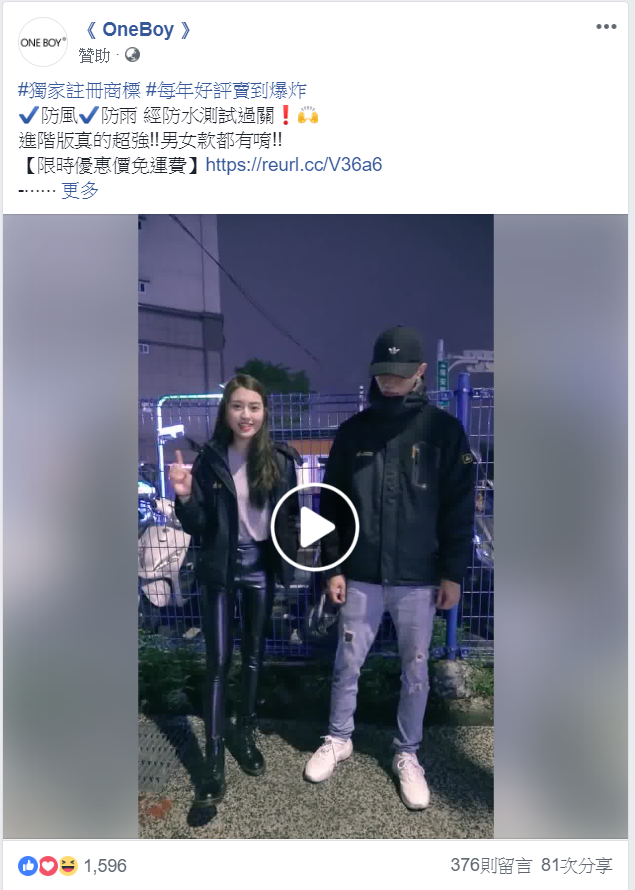 ONE BOY®
《 OneBoy 》
贊助 ·
#獨家註冊商標 #每年好評賣到爆炸
✔防風✔防雨 經防水測試過關❗🙌
進階版真的超強!!男女款都有唷!!
【限時優惠價免運費】https://reurl.cc/V36a6
-⋯⋯ 更多
1,596
376則留言 81次分享